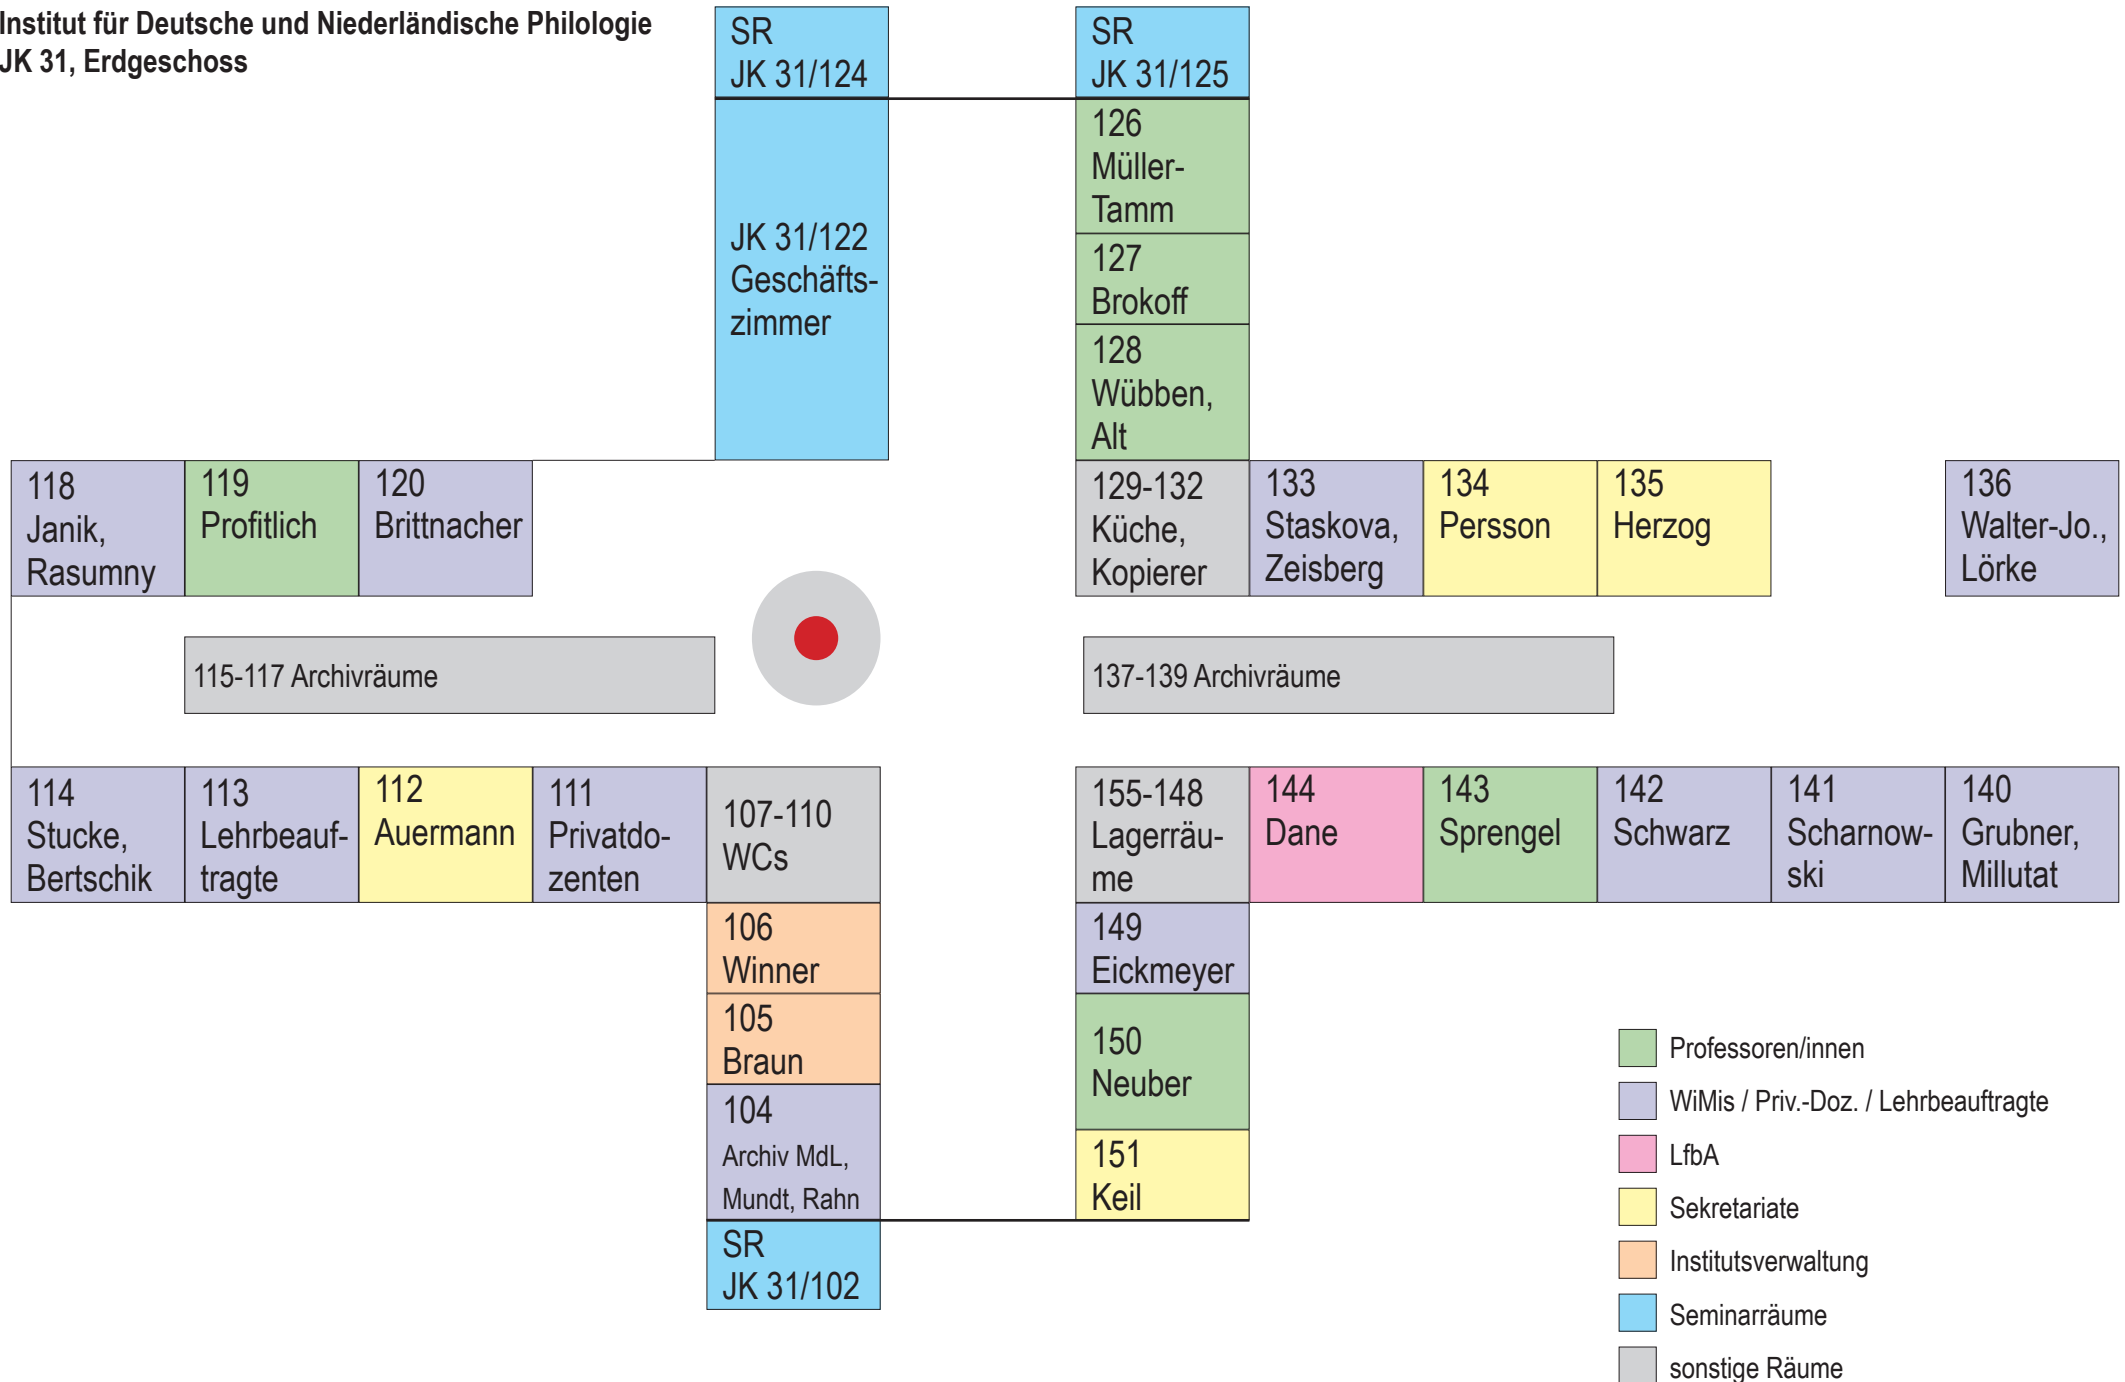 Institut für Deutsche und Niederländische Philologie
JK 31, Erdgeschoss
SR
JK 31/124
SR
JK 31/125
JK 31/122
Geschäfts-
zimmer
126
Müller-
Tamm
127
Brokoff
128
Wübben,
Alt
118
Janik,
Rasumny
119
Profitlich
120
Brittnacher
129-132
Küche,
Kopierer
133
Staskova,
Zeisberg
134
Persson
135
Herzog
136
Walter-Jo.,
Lörke
115-117 Archivräume
137-139 Archivräume
114
Stucke,
Bertschik
113
Lehrbeauf-
tragte
112
Auermann
111
Privatdo-
zenten
107-110
WCs
155-148
Lagerräu-
me
144
Dane
143
Sprengel
142
Schwarz
141
Scharnow-
ski
140
Grubner,
Millutat
106
Winner
105
Braun
104
Archiv MdL,
Mundt, Rahn
SR
JK 31/102
149
Eickmeyer
150
Neuber
151
Keil
Professoren/innen
WiMis / Priv.-Doz. / Lehrbeauftragte
LfbA
Sekretariate
Institutsverwaltung
Seminarräume
sonstige Räume